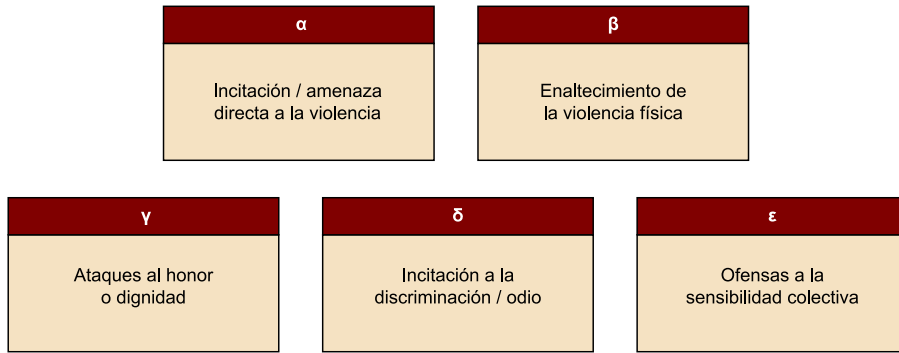 α
Incitación / amenaza
directa a la violencia
β
Enaltecimiento de
la violencia física
γ
Ataques al honor
o dignidad
δ
Incitación a la
discriminación / odio
ε
Ofensas a la
sensibilidad colectiva